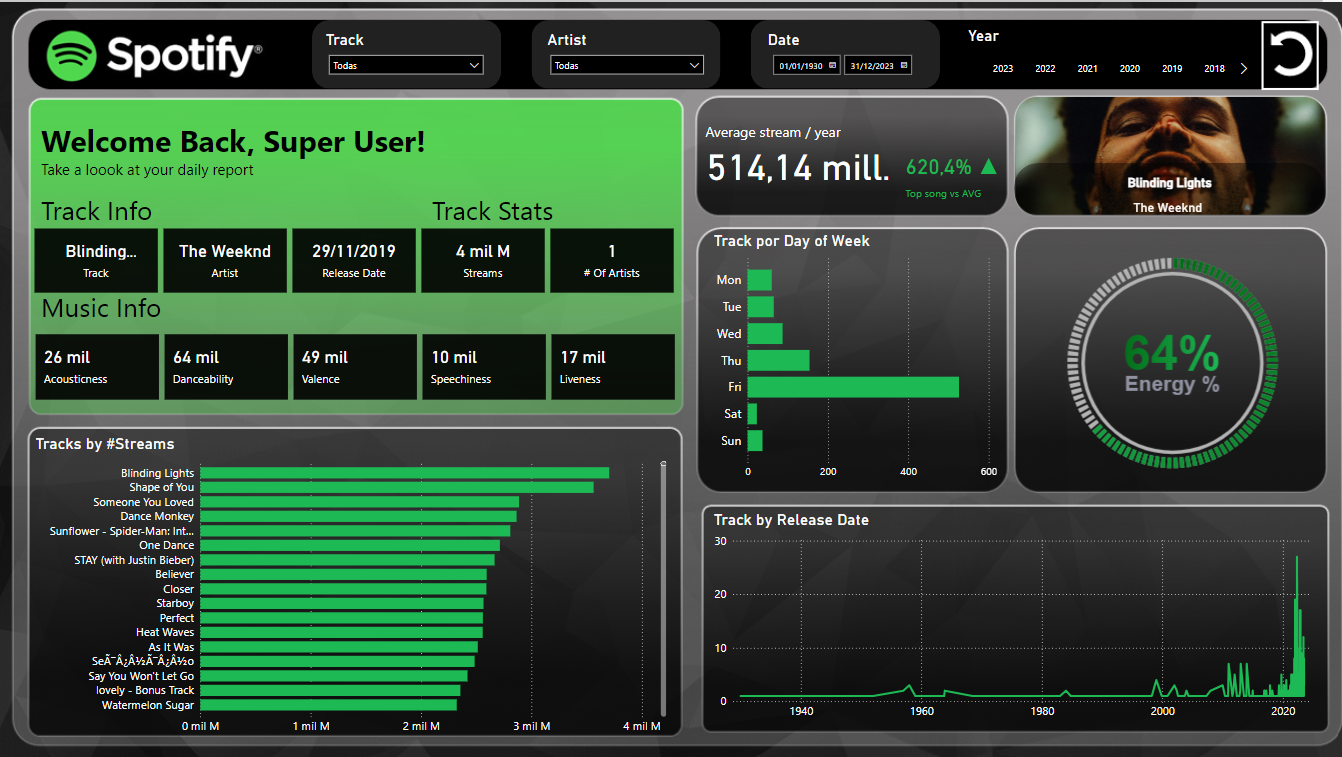 Spotify®
Track
Todas
Artist
Todas
Date
01/01/1930 31/12/2023
Year
2023 2022 2021 2020 2019 2018
Welcome Back, Super User!
Take a loook at your daily report
Track Info
Track Stats
Blinding...
Track
The Weeknd
Artist
29/11/2019
Release Date
4 mil M
Streams
1
# Of Artists
Music Info
26 mil
Acousticness
64 mil
Danceability
49 mil
Valence
10 mil
Speechiness
17 mil
Liveness
Average stream / year
514,14 mill.
620,4% ▲
Top song vs AVG
Blinding Lights
The Weeknd
Track por Day of Week
Mon
Tue
Wed
Thu
Fri
Sat
Sun
0 200 400 600
64%
Energy %
Tracks by #Streams
Blinding Lights
Shape of You
Someone You Loved
Dance Monkey
Sunflower - Spider-Man: Int...
One Dance
STAY (with Justin Bieber)
Believer
Closer
Starboy
Perfect
Heat Waves
As It Was
SeÃ¯Â¿Â½Ã¯Â¿Â½o
Say You Won't Let Go
lovely - Bonus Track
Watermelon Sugar
0 mil M 1 mil M 2 mil M 3 mil M 4 mil M
Track by Release Date
30
20
10
0
1940 1960 1980 2000 2020